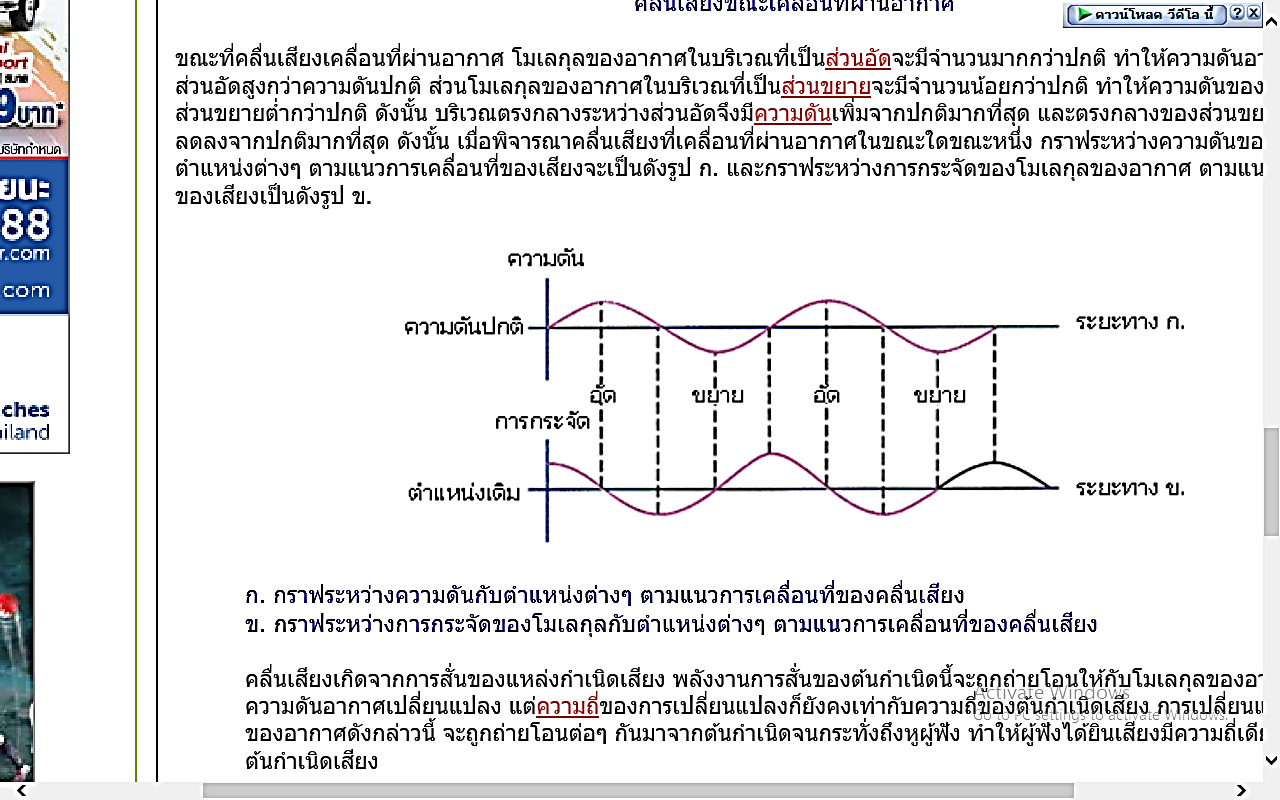 คลื่นเสียงขณะเคลื่อนที่ผ่านอากาศ
ดาวน์โหลด วีดีโอ นี้ ? X
ขณะที่คลื่นเสียงเคลื่อนที่ผ่านอากาศ โมเลกุลของอากาศในบริเวณที่เป็นส่วนอัดจะมีจำนวนมากกว่าปกติ ทำให้ความดันอา
ส่วนอัดสูงกว่าความดันปกติ ส่วนโมเลกุลของอากาศในบริเวณที่เป็นส่วนขยายจะมีจำนวนน้อยกว่าปกติ ทำให้ความดันของ
ส่วนขยายต่ำกว่าปกติ ดังนั้น บริเวณตรงกลางระหว่างส่วนอัดจึงมีความดันเพิ่มจากปกติมากที่สุด และตรงกลางของส่วนขย
ลดลงจากปกติมากที่สุด ดังนั้น เมื่อพิจารณาคลื่นเสียงที่เคลื่อนที่ผ่านอากาศในขณะใดขณะหนึ่ง กราฟระหว่างความดันขอ
ตำแหน่งต่างๆ ตามแนวการเคลื่อนที่ของเสียงจะเป็นดังรูป ก. และกราฟระหว่างการกระจัดของโมเลกุลของอากาศ ตามแน
ของเสียงเป็นดังรูป ข.
ความดัน
ความดันปกติ
ระยะทาง ก.
อัด ขยาย อัด ขยาย
การกระจัด
ตำแหน่งเดิม
ระยะทาง ข.
ก. กราฟระหว่างความดันกับตำแหน่งต่างๆ ตามแนวการเคลื่อนที่ของคลื่นเสียง
ข. กราฟระหว่างการกระจัดของโมเลกุลกับตำแหน่งต่างๆ ตามแนวการเคลื่อนที่ของคลื่นเสียง
คลื่นเสียงเกิดจากการสั่นของแหล่งกำเนิดเสียง พลังงานการสั่นของต้นกำเนิดนี้จะถูกถ่ายโอนให้กับโมเลกุลของอา
ความดันอากาศเปลี่ยนแปลง แต่ความถี่ของการเปลี่ยนแปลงก็ยังคงเท่ากับความถี่ของต้นกำเนิดเสียง การเปลี่ยนแ
ของอากาศดังกล่าวนี้ จะถูกถ่ายโอนต่อๆ กันมาจากต้นกำเนิดจนกระทั่งถึงหูผู้ฟัง ทำให้ผู้ฟังได้ยินเสียงมีความถี่เดี
ต้นกำเนิดเสียง
Activate Windows
Go to PC settings to activate Windows.
port
9บาท*
บริษัทกำหนด
ยนะ
88
r.com
com
ches
ailand